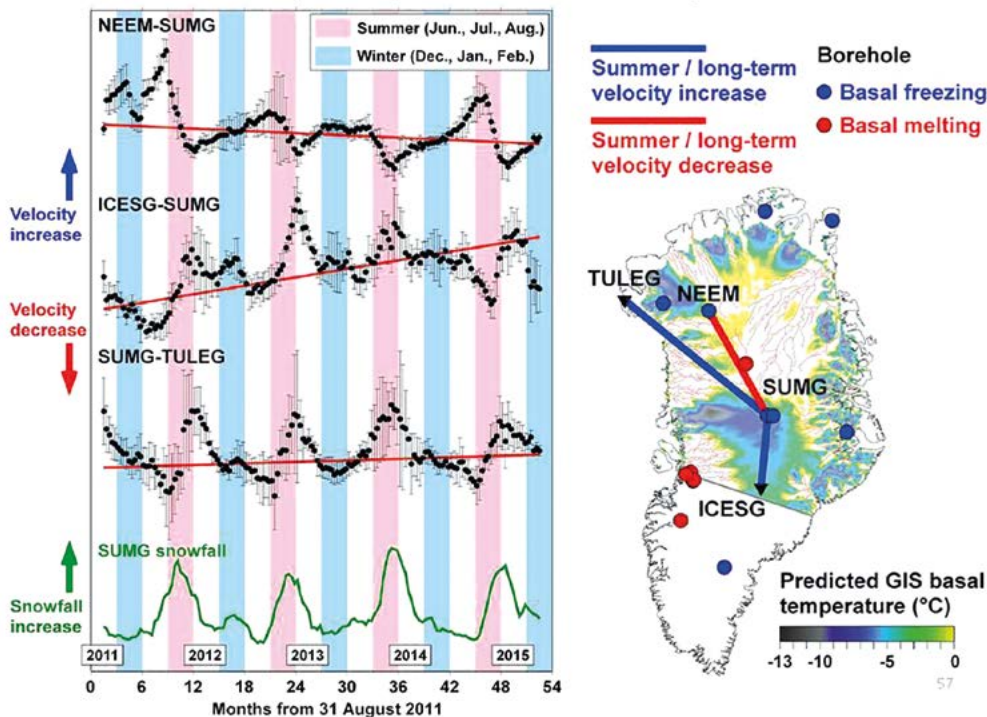 NEEM-SUMG
Summer (Jun., Jul., Aug.)
Winter (Dec., Jan., Feb.)
Velocity
increase
ICESG-SUMG
Velocity
decrease
SUMG-TULEG
SUMG snowfall
Snowfall
increase
2011 2012 2013 2014 2015
0 6 12 18 24 30 36 42 48 54
Months from 31 August 2011
Summer / long-term
velocity increase
Summer / long-term
velocity decrease
Borehole
Basal freezing
Basal melting
TULEG
NEEM
SUMG
ICESG
Predicted GIS basal
temperature (°C)
-13 -10 -5 0
57